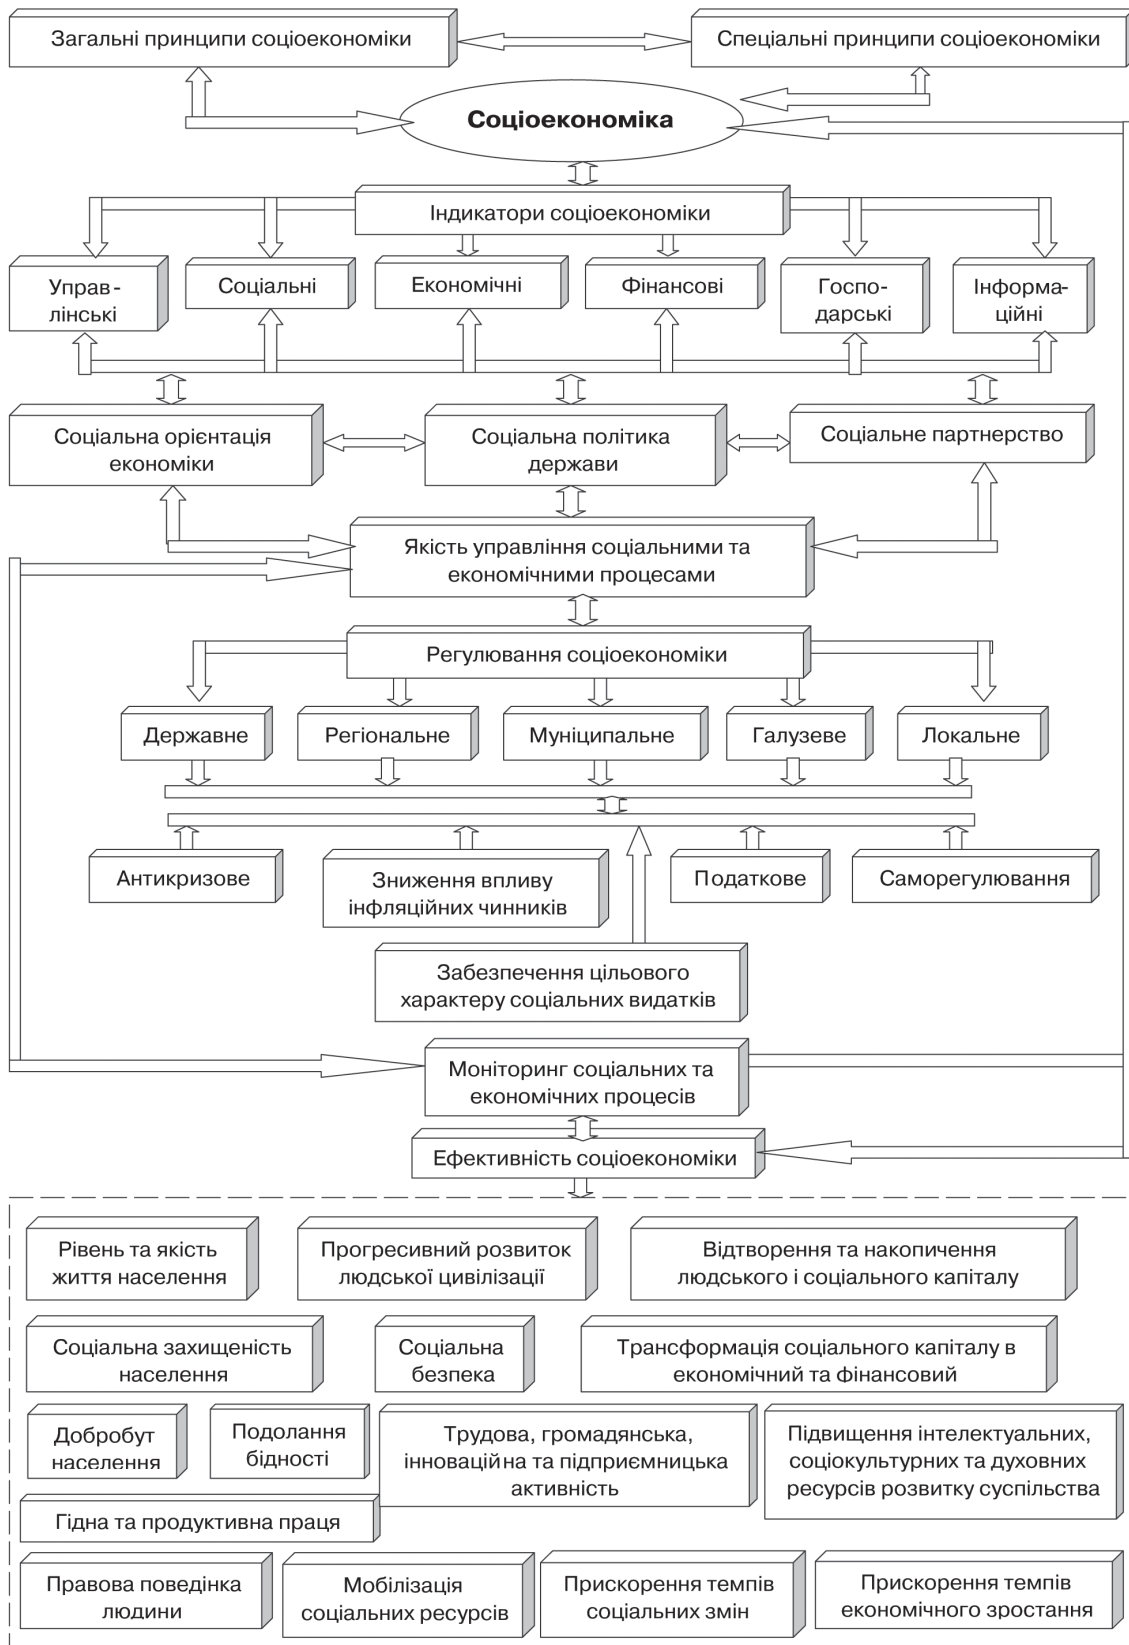 Загальні принципи соціоекономіки
Спеціальні принципи соціоекономіки
Соціоекономіка
Індикатори соціоекономіки
Управ-
лінські
Соціальні
Економічні
Фінансові
Госпо-
дарські
Інформа-
ційні
Соціальна орієнтація
економіки
Соціальна політика
держави
Соціальне партнерство
Якість управління соціальними та
економічними процесами
Регулювання соціоекономіки
Державне
Регіональне
Муніципальне
Галузеве
Локальне
Антикризове
Зниження впливу
інфляційних чинників
Податкове
Саморегулювання
Забезпечення цільового
характеру соціальних видатків
Моніторинг соціальних та
економічних процесів
Ефективність соціоекономіки
Рівень та якість
життя населення
Прогресивний розвиток
людської цивілізації
Відтворення та накопичення
людського і соціального капіталу
Соціальна захищеність
населення
Соціальна
безпека
Трансформація соціального капіталу в
економічний та фінансовий
Добробут
населення
Подолання
бідності
Трудова, громадянська,
інноваційна та підприємницька
активність
Підвищення інтелектуальних,
соціокультурних та духовних
ресурсів розвитку суспільства
Гідна та продуктивна праця
Правова поведінка
людини
Мобілізація
соціальних ресурсів
Прискорення темпів
соціальних змін
Прискорення темпів
економічного зростання